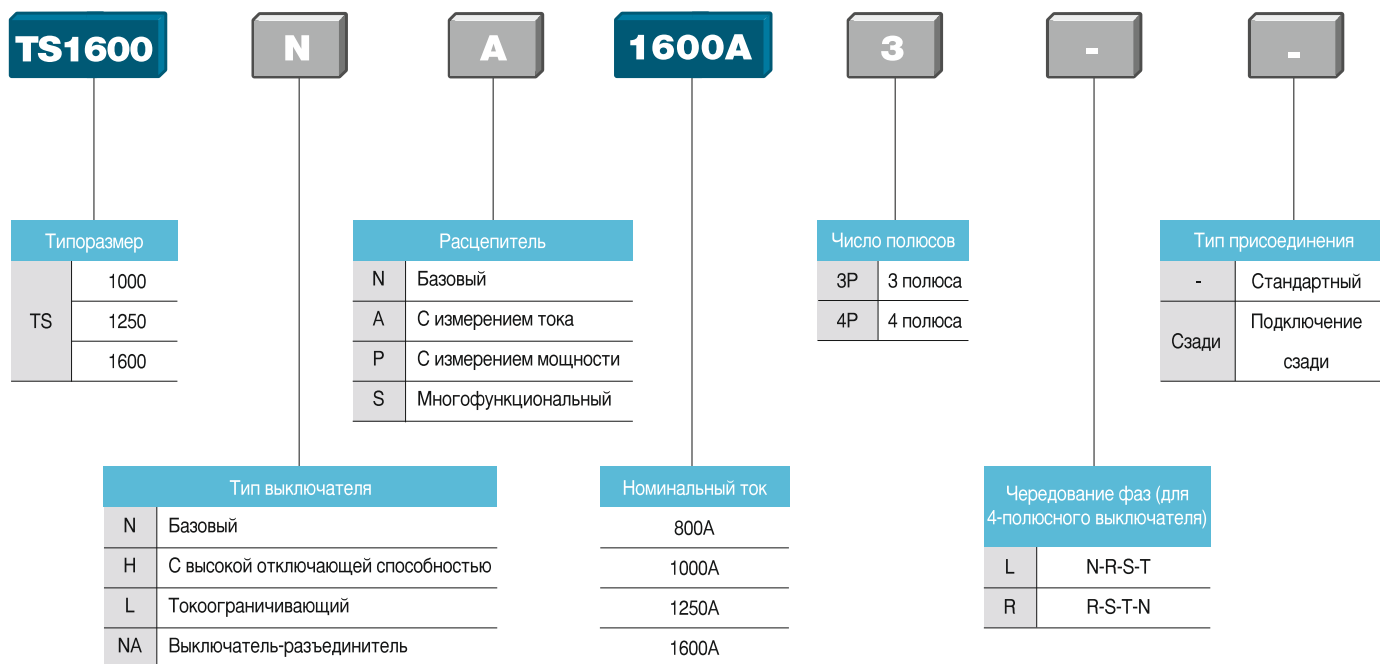 TS1600 N A 1600A 3 - -
Типоразмер
TS
1000
1250
1600
Расцепитель
N Базовый
A С измерением тока
P С измерением мощности
S Многофункциональный
Число полюсов
3P 3 полюса
4P 4 полюса
Тип присоединения
- Стандартный
Сзади
Подключение
сзади
Тип выключателя
N Базовый
H С высокой отключающей способностью
L Токоограничивающий
NA Выключатель-разъединитель
Номинальный ток
800A
1000A
1250A
1600A
Чередование фаз (для
4-полюсного выключателя)
L N-R-S-T
R R-S-T-N